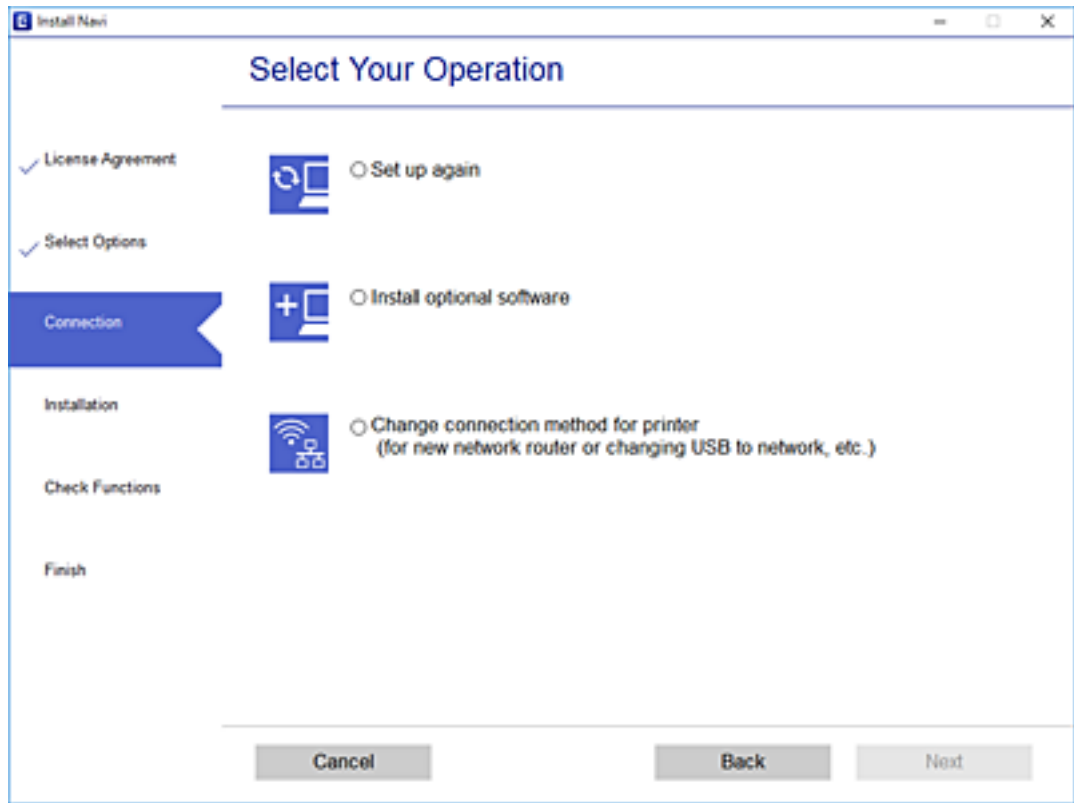 Install Navi
Select Your Operation
License Agreement
Select Options
Connection
Installation
Check Functions
Finish
Set up again
Install optional software
Change connection method for printer
(for new network router or changing USB to network, etc.)
Cancel
Back
Next